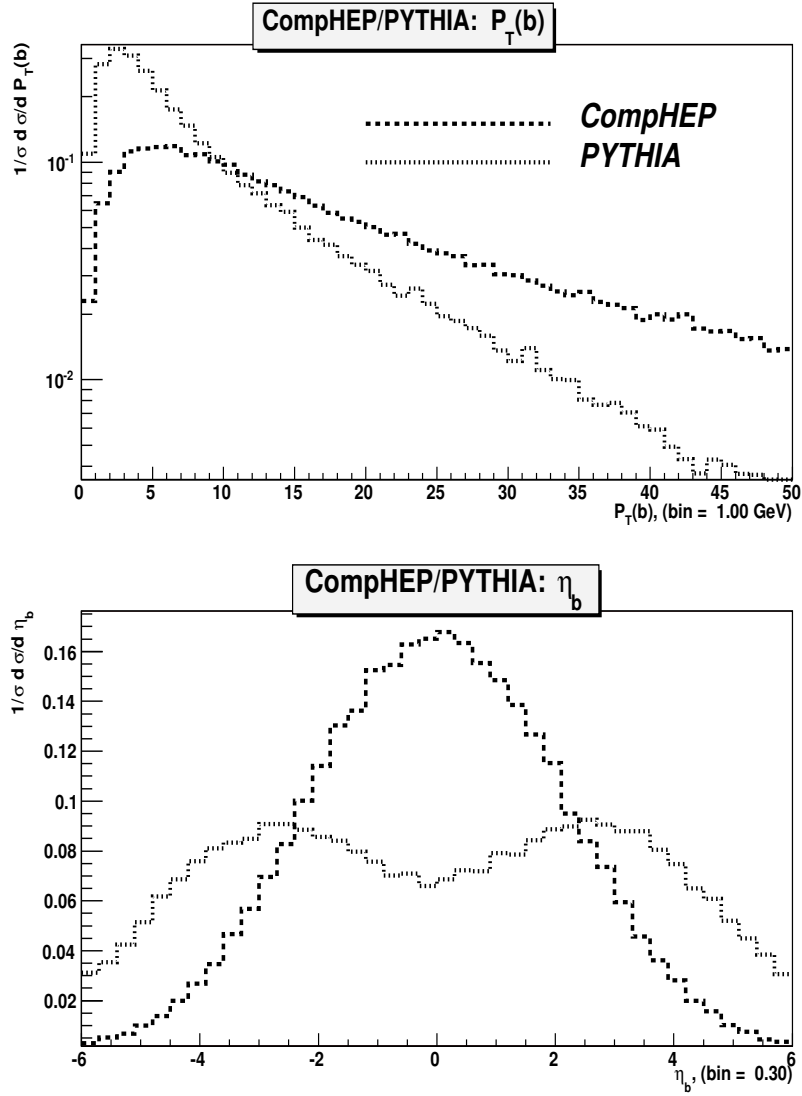 CompHEP/PYTHIA: P_T(b)
1/σ d σ/d P_T(b)
CompHEP
PYTHIA
10^-1
10^-2
0 5 10 15 20 25 30 35 40 45 50
P_T(b), (bin = 1.00 GeV)
CompHEP/PYTHIA: η_b
1/σ d σ/d η_b
0.16
0.14
0.12
0.1
0.08
0.06
0.04
0.02
-6 -4 -2 0 2 4 6
η_b, (bin = 0.30)